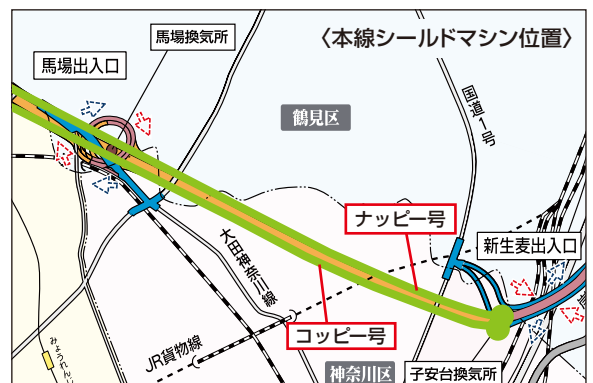 〈本線シールドマシン位置〉
馬場換気所
馬場出入口
鶴見区
国道1号
ナッピー号
新生麦出入口
大田神奈川線
コッピー号
JR貨物線
神奈川区
子安台換気所